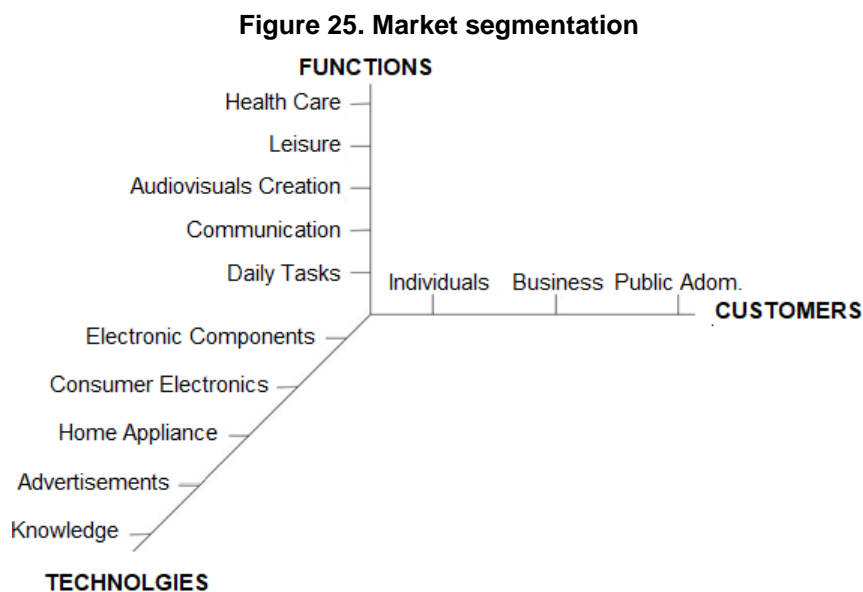 Figure 25. Market segmentation
FUNCTIONS
Health Care
Leisure
Audiovisuals Creation
Communication
Daily Tasks
Individuals Business Public Adom.
CUSTOMERS
Electronic Components
Consumer Electronics
Home Appliance
Advertisements
Knowledge
TECHNOLGIES